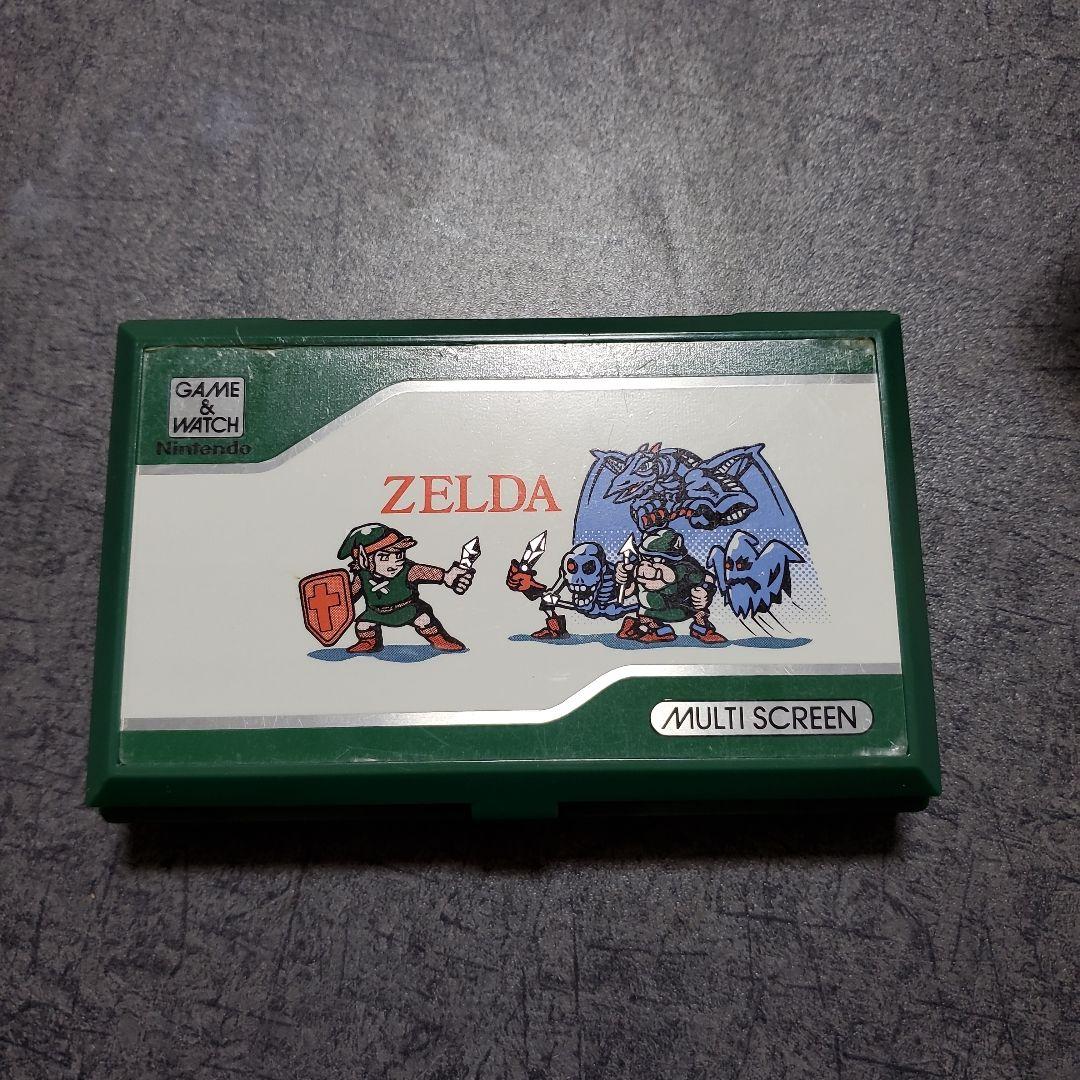 GAME
&
WATCH
Nintendo
ZELDA
MULTI SCREEN